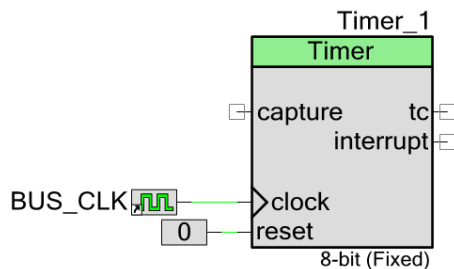 Timer_1
Timer
capture tc
interrupt
BUS_CLK clock
0 reset
8-bit (Fixed)